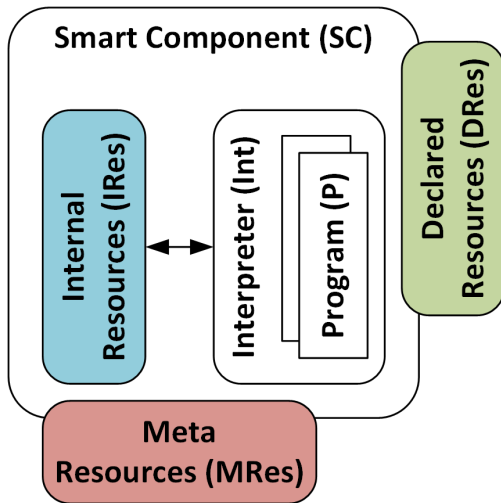 Smart Component (SC)
Internal
Resources (IRes)
Interpreter (Int)
Program (P)
Declared
Resources (DRes)
Meta
Resources (MRes)